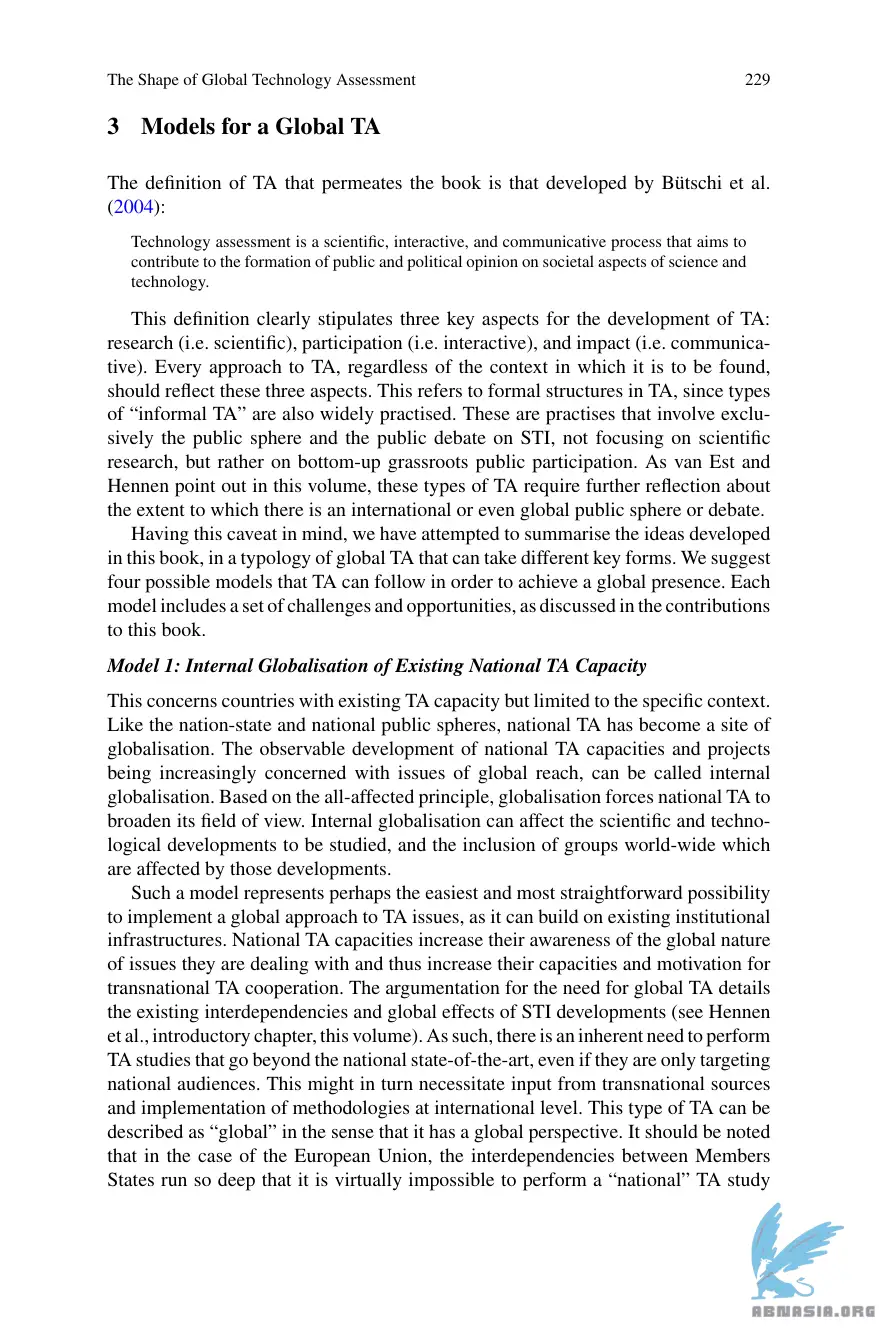 The Shape of Global Technology Assessment 229
3 Models for a Global TA
The definition of TA that permeates the book is that developed by Bütschi et al.
(2004):
Technology assessment is a scientific, interactive, and communicative process that aims to
contribute to the formation of public and political opinion on societal aspects of science and
technology.
This definition clearly stipulates three key aspects for the development of TA:
research (i.e. scientific), participation (i.e. interactive), and impact (i.e. communica-
tive). Every approach to TA, regardless of the context in which it is to be found,
should reflect these three aspects. This refers to formal structures in TA, since types
of “informal TA” are also widely practised. These are practises that involve exclu-
sively the public sphere and the public debate on STI, not focusing on scientific
research, but rather on bottom-up grassroots public participation. As van Est and
Hennen point out in this volume, these types of TA require further reflection about
the extent to which there is an international or even global public sphere or debate.
Having this caveat in mind, we have attempted to summarise the ideas developed
in this book, in a typology of global TA that can take different key forms. We suggest
four possible models that TA can follow in order to achieve a global presence. Each
model includes a set of challenges and opportunities, as discussed in the contributions
to this book.
Model 1: Internal Globalisation of Existing National TA Capacity
This concerns countries with existing TA capacity but limited to the specific context.
Like the nation-state and national public spheres, national TA has become a site of
globalisation. The observable development of national TA capacities and projects
being increasingly concerned with issues of global reach, can be called internal
globalisation. Based on the all-affected principle, globalisation forces national TA to
broaden its field of view. Internal globalisation can affect the scientific and techno-
logical developments to be studied, and the inclusion of groups world-wide which
are affected by those developments.
Such a model represents perhaps the easiest and most straightforward possibility
to implement a global approach to TA issues, as it can build on existing institutional
infrastructures. National TA capacities increase their awareness of the global nature
of issues they are dealing with and thus increase their capacities and motivation for
transnational TA cooperation. The argumentation for the need for global TA details
the existing interdependencies and global effects of STI developments (see Hennen
et al., introductory chapter, this volume). As such, there is an inherent need to perform
TA studies that go beyond the national state-of-the-art, even if they are only targeting
national audiences. This might in turn necessitate input from transnational sources
and implementation of methodologies at international level. This type of TA can be
described as “global” in the sense that it has a global perspective. It should be noted
that in the case of the European Union, the interdependencies between Members
States run so deep that it is virtually impossible to perform a “national” TA study
ABNASIA.ORG